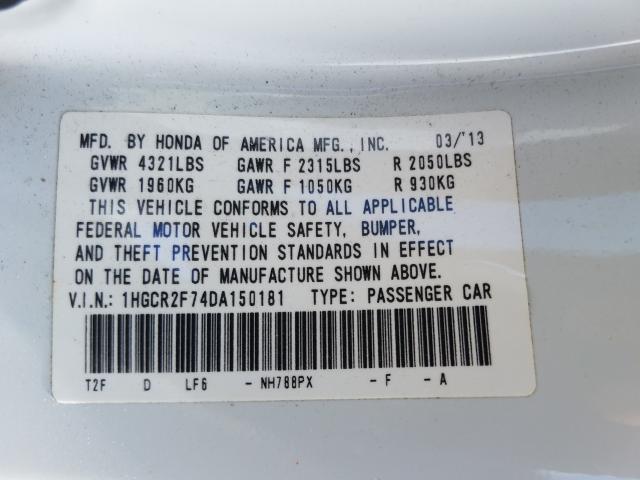 MFD. BY HONDA OF AMERICA MFG., INC. 03/'13
GVWR 4321LBS GAWR F 2315LBS R 2050LBS
GVWR 1960KG GAWR F 1050KG R 930KG
THIS VEHICLE CONFORMS TO ALL APPLICABLE
FEDERAL MOTOR VEHICLE SAFETY, BUMPER,
AND THEFT PREVENTION STANDARDS IN EFFECT
ON THE DATE OF MANUFACTURE SHOWN ABOVE.
V.I.N.: 1HGCR2F74DA150181 TYPE: PASSENGER CAR
T2F D LF6 - NH788PX - F - A